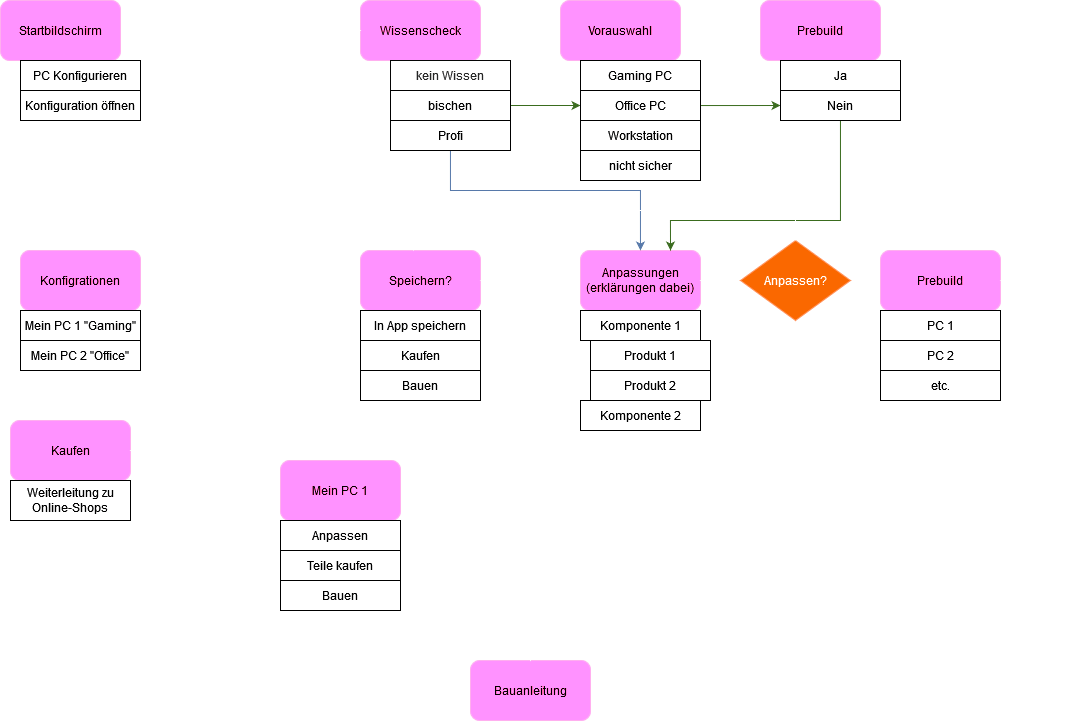 Startbildschirm
PC Konfigurieren
Konfiguration öffnen
Wissenscheck
kein Wissen
bischen
Profi
Vorauswahl
Gaming PC
Office PC
Workstation
nicht sicher
Prebuild
Ja
Nein
Konfigrationen
Mein PC 1 "Gaming"
Mein PC 2 "Office"
Speichern?
In App speichern
Kaufen
Bauen
Anpassungen
(erklärungen dabei)
Komponente 1
Produkt 1
Produkt 2
Komponente 2
Anpassen?
Prebuild
PC 1
PC 2
etc.
Kaufen
Weiterleitung zu
Online-Shops
Mein PC 1
Anpassen
Teile kaufen
Bauen
Bauanleitung